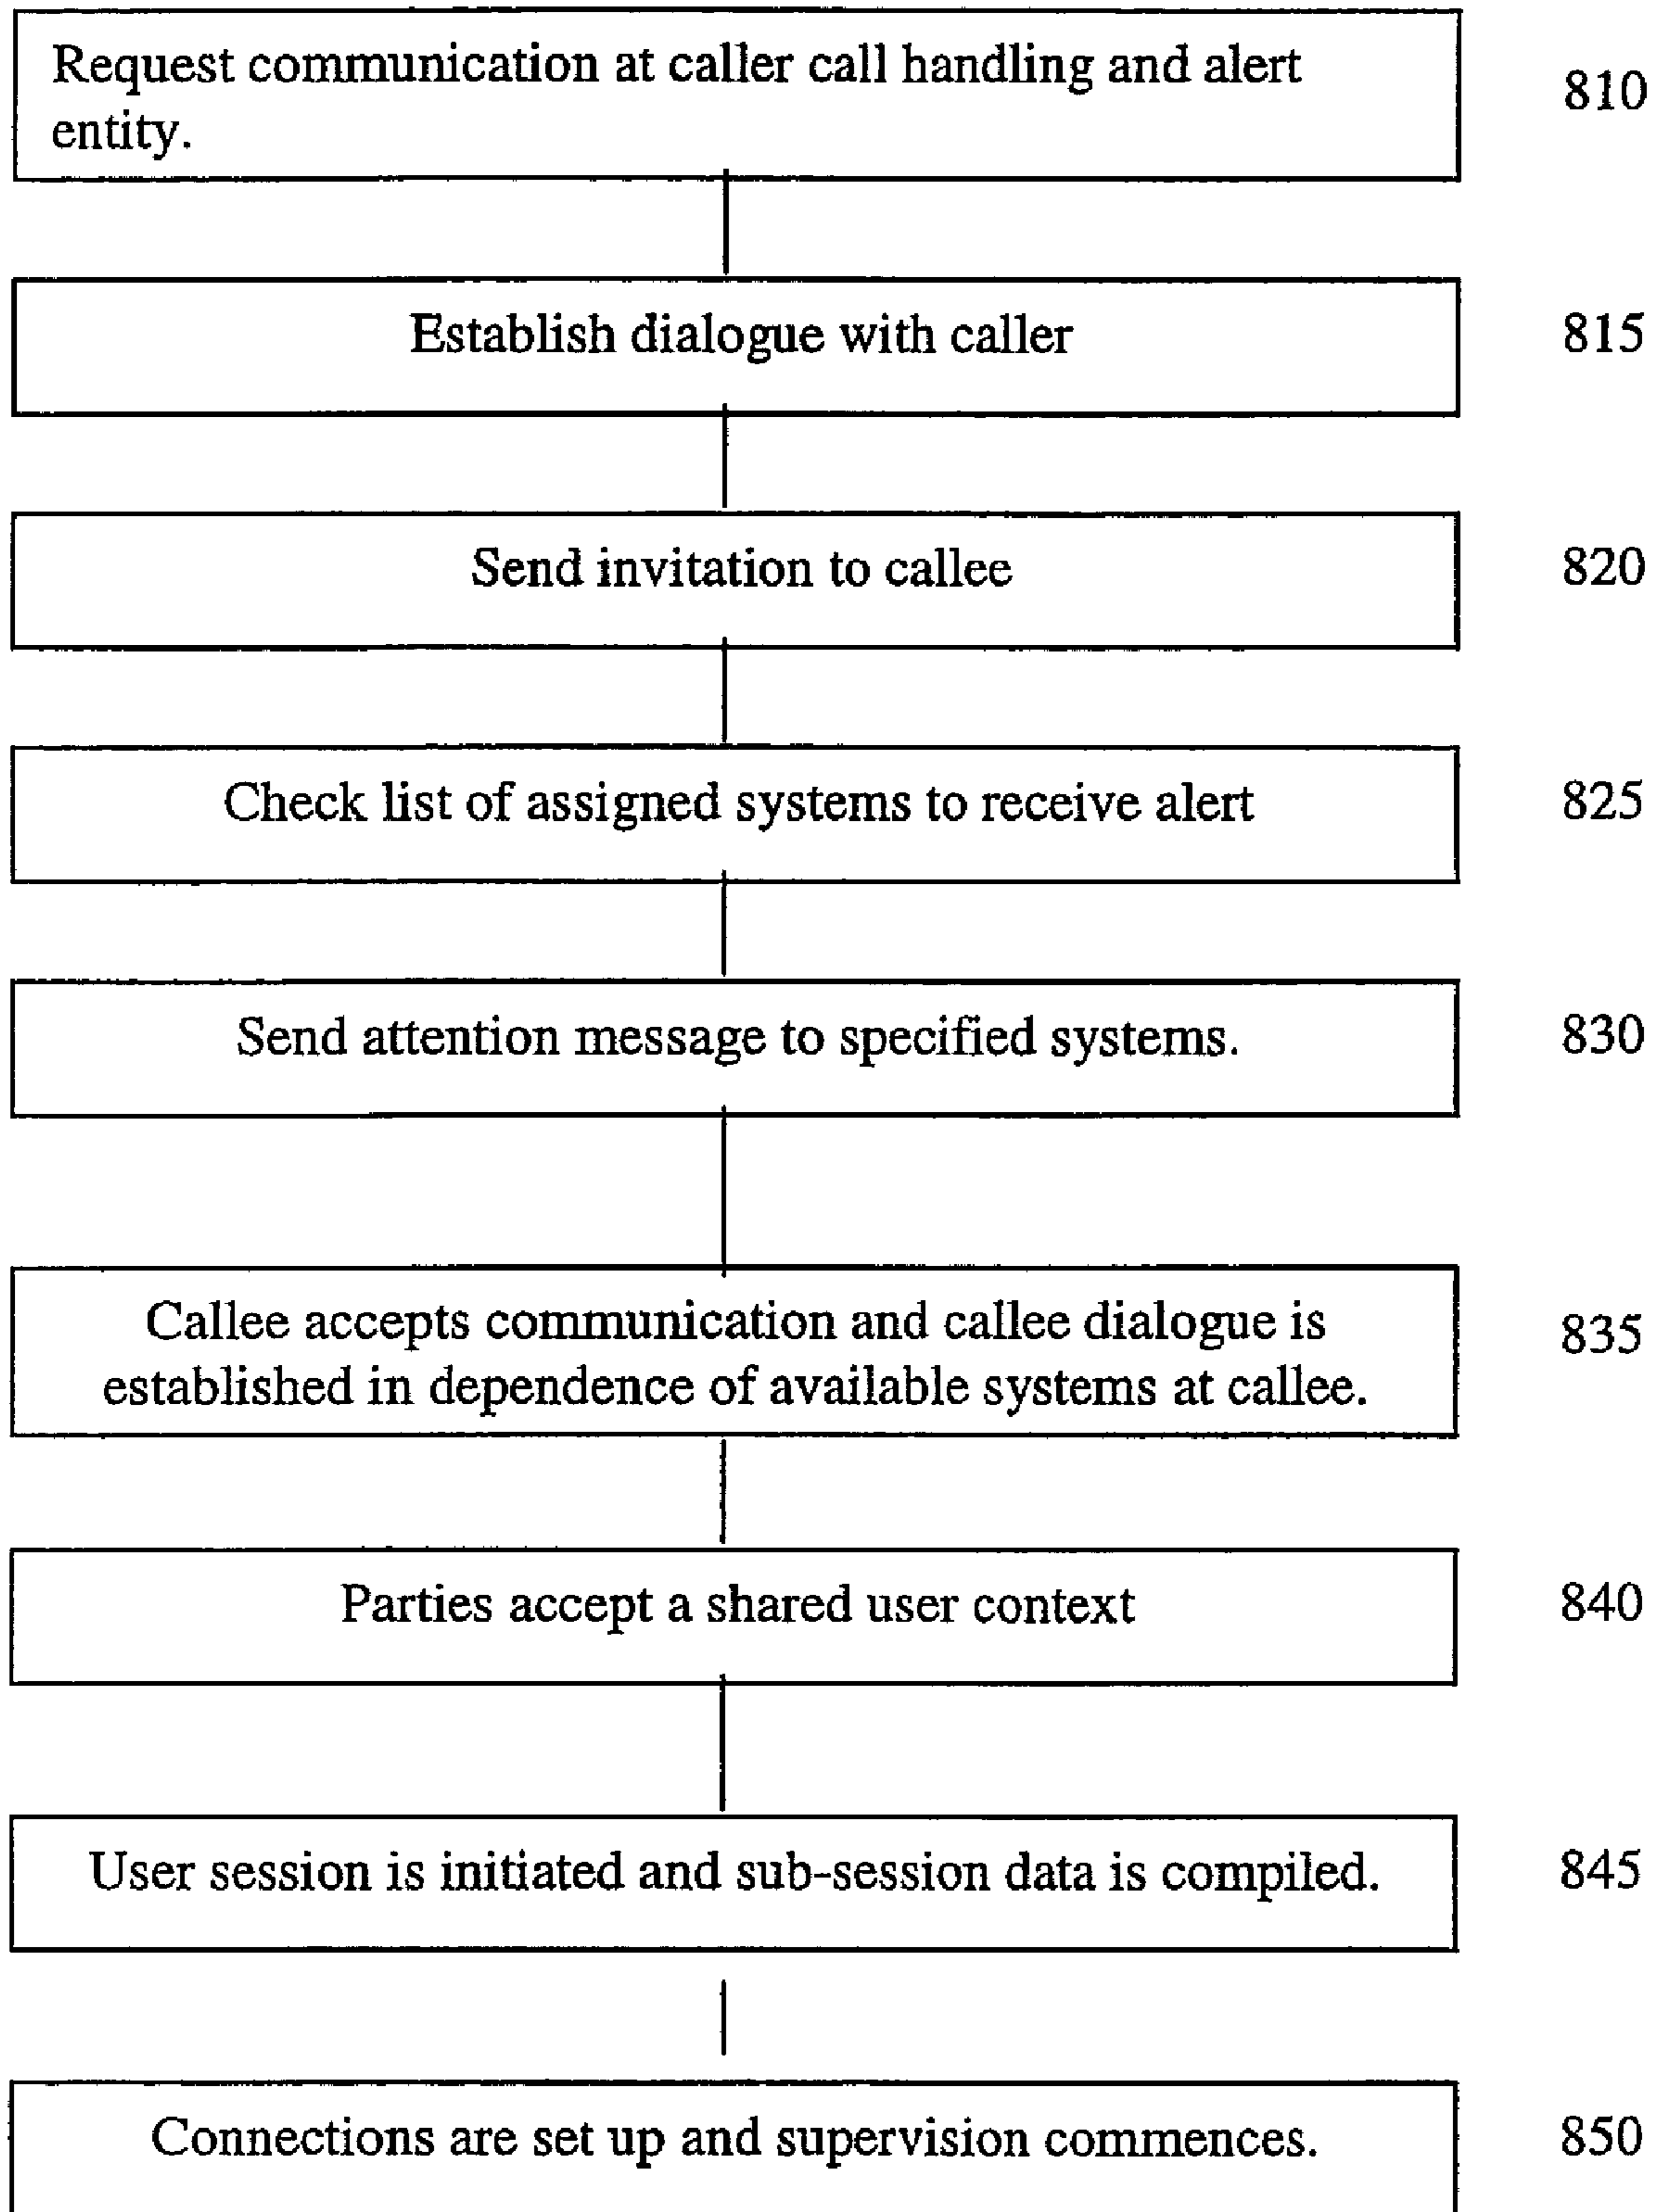 Request communication at caller call handling and alert
entity.
810
Establish dialogue with caller
815
Send invitation to callee
820
Check list of assigned systems to receive alert
825
Send attention message to specified systems.
830
Callee accepts communication and callee dialogue is
established in dependence of available systems at callee.
835
Parties accept a shared user context
840
User session is initiated and sub-session data is compiled.
845
Connections are set up and supervision commences.
850